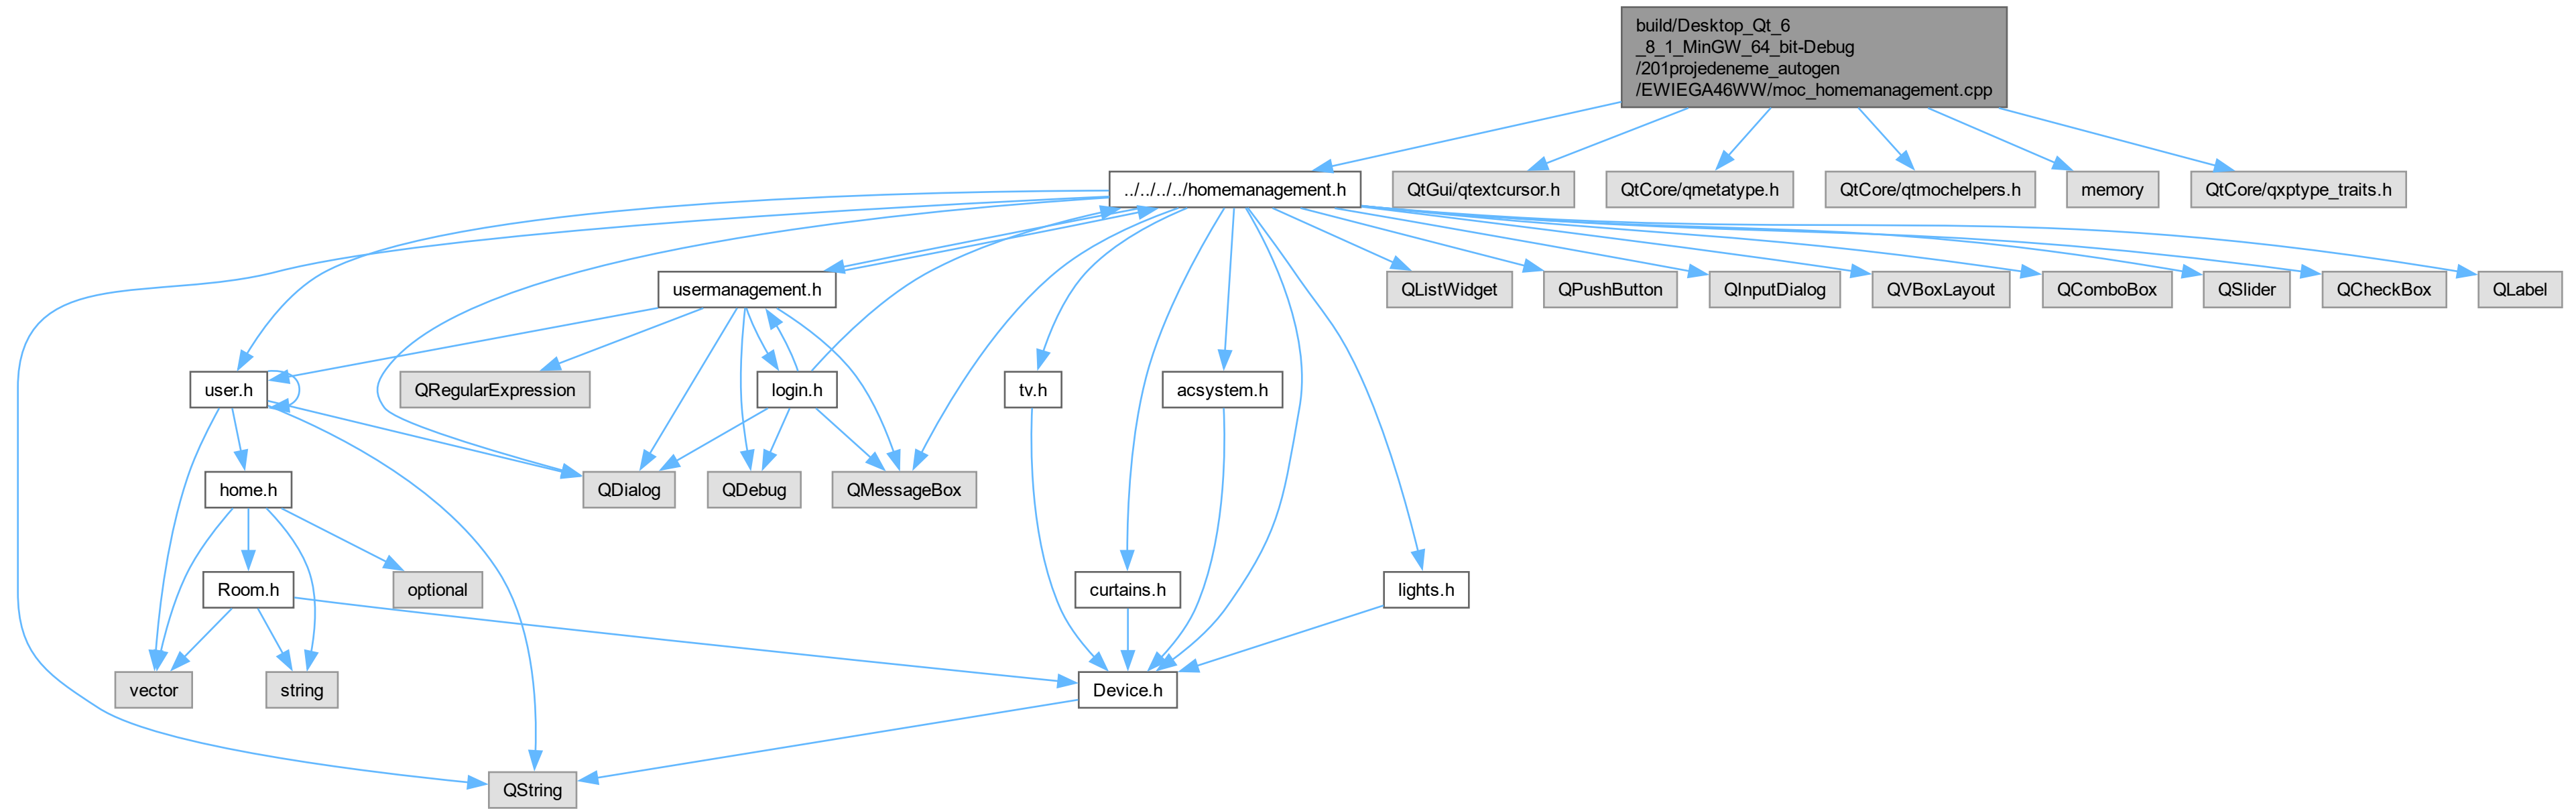 build/Desktop_Qt_6
_8_1_MinGW_64_bit-Debug
/201projedeneme_autogen
/EWIEGA46WW/moc_homemanagement.cpp
../../../../homemanagement.h
QtGui/qtextcursor.h
QtCore/qmetatype.h
QtCore/qtmochelpers.h
memory
QtCore/qxptype_traits.h
usermanagement.h
QListWidget
QPushButton
QInputDialog
QVBoxLayout
QComboBox
QSlider
QCheckBox
QLabel
user.h
QRegularExpression
login.h
tv.h
acsystem.h
home.h
QDialog
QDebug
QMessageBox
Room.h
optional
curtains.h
lights.h
vector
string
Device.h
QString